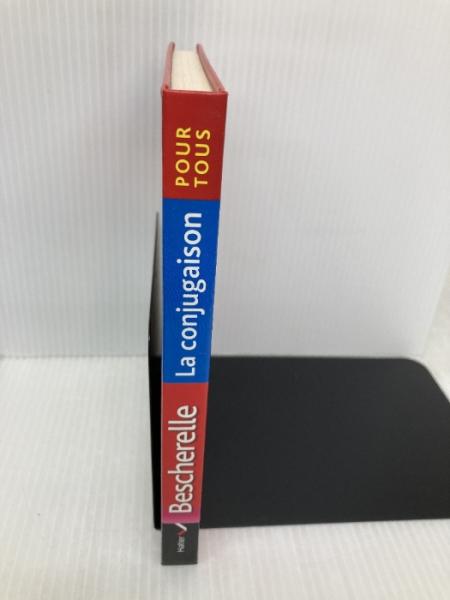 Hatier
Bescherelle
La conjugaison
POUR
TOUS